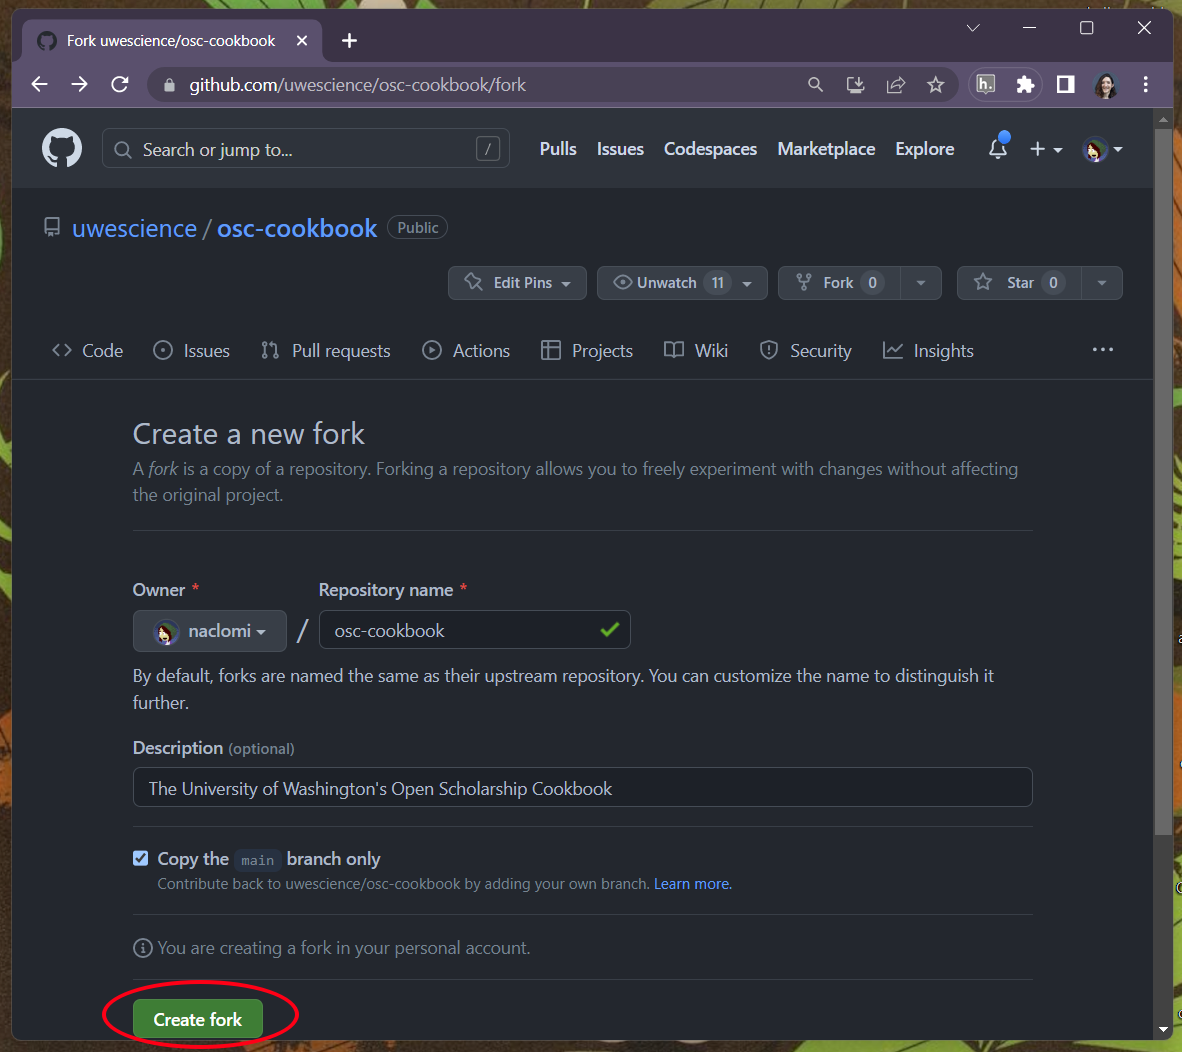 Fork uwescience/osc-cookbook
github.com/uwescience/osc-cookbook/fork
h.
Search or jump to... /
Pulls Issues Codespaces Marketplace Explore
uwescience / osc-cookbook Public
Edit Pins Unwatch 11 Fork 0 Star 0
Code Issues Pull requests Actions Projects Wiki Security Insights
Create a new fork
A fork is a copy of a repository. Forking a repository allows you to freely experiment with changes without affecting
the original project.
Owner * Repository name *
naclomi / osc-cookbook
By default, forks are named the same as their upstream repository. You can customize the name to distinguish it
further.
Description (optional)
The University of Washington's Open Scholarship Cookbook
Copy the main branch only
Contribute back to uwescience/osc-cookbook by adding your own branch. Learn more.
You are creating a fork in your personal account.
Create fork